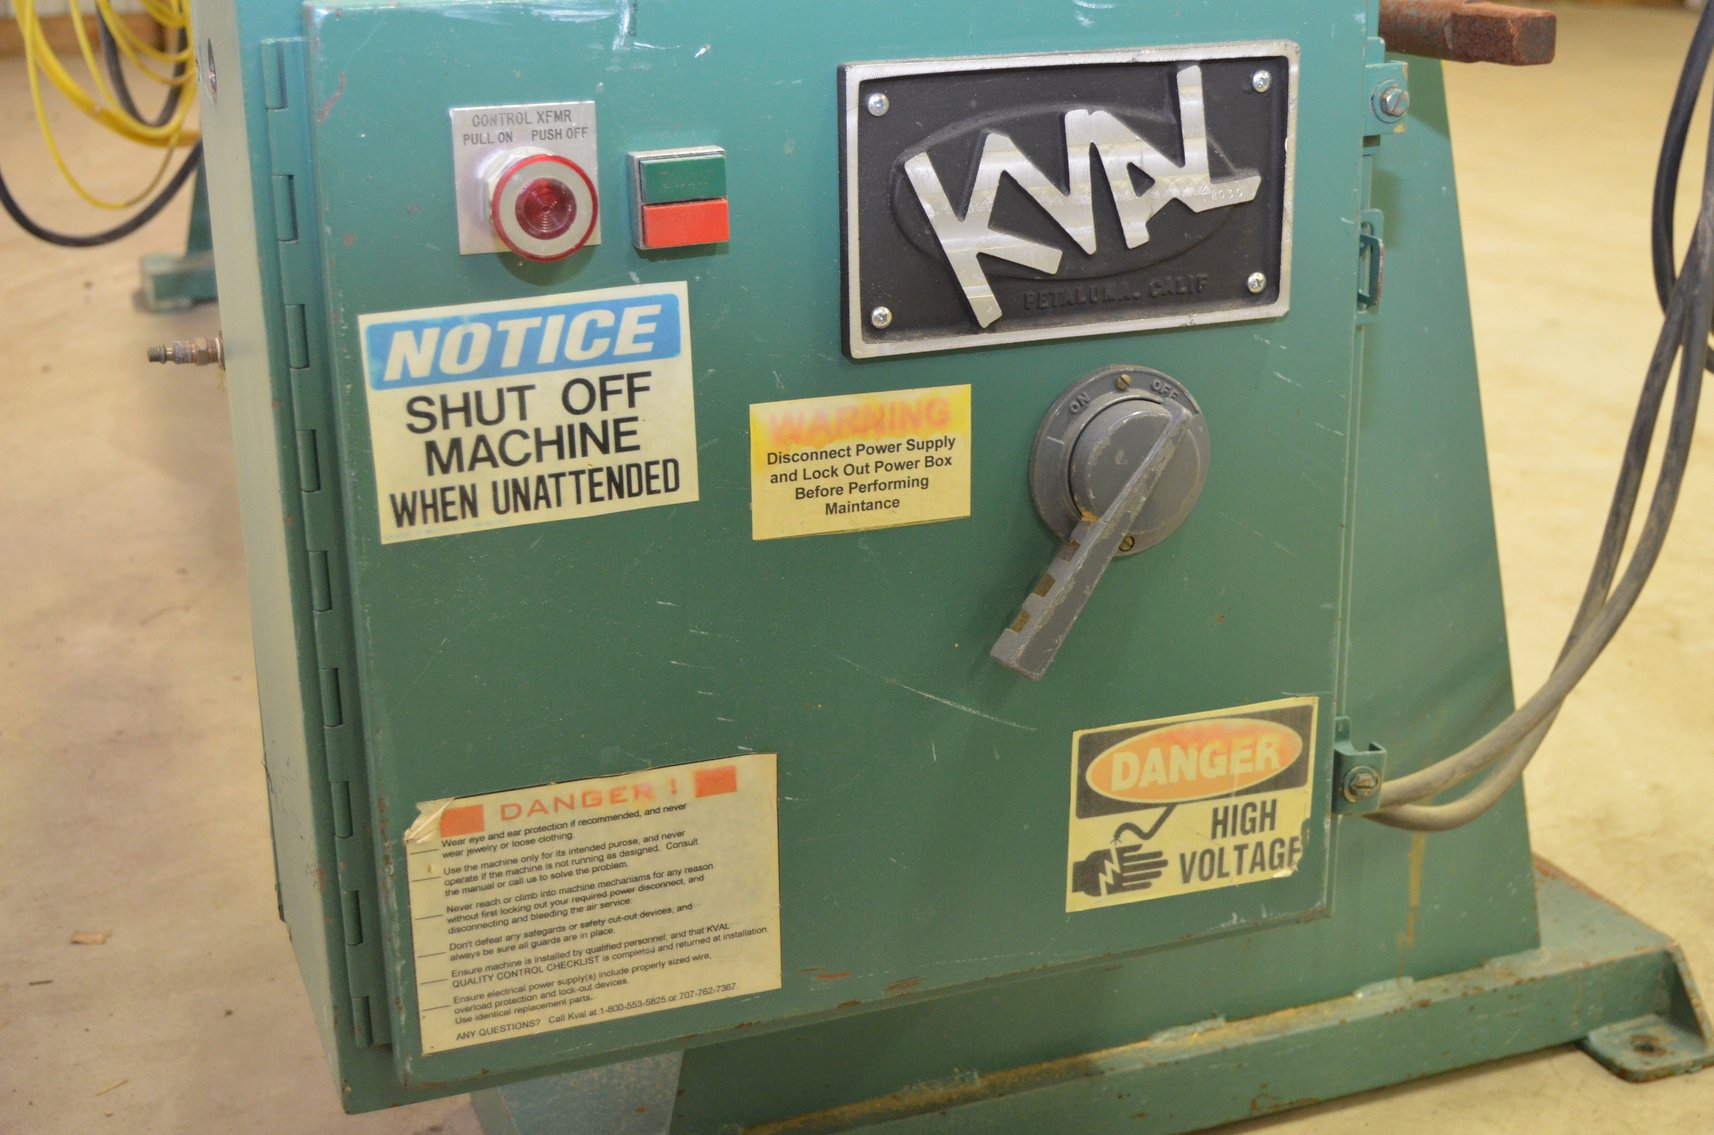 CONTROL XFMR
PULL ON PUSH OFF
KVAL
PETALUMA, CALIF
NOTICE
SHUT OFF
MACHINE
WHEN UNATTENDED
WARNING
Disconnect Power Supply
and Lock Out Power Box
Before Performing
Maintance
ON OFF
DANGER !
Wear eye and ear protection if recommended, and never
wear jewelry or loose clothing.
Use the machine only for its intended purose, and never
operate if the machine is not running as designed. Consult
the manual or call us to solve the problem.
Never reach or climb into machine mechanisms for any reason
without first locking out your required power disconnect, and
disconnecting and bleeding the air service.
Don't defeat any safegards or safety cut-out devices, and
always be sure all guards are in place.
Ensure machine is installed by qualified personnel, and that KVAL
QUALITY CONTROL CHECKLIST is completed and returned at installation.
Ensure electrical power supply(s) include properly sized wire,
overload protection and lock-out devices.
Use identical replacement parts.
ANY QUESTIONS? Call Kval at 1-800-553-5825 or 707-762-7367.
DANGER
HIGH
VOLTAGE